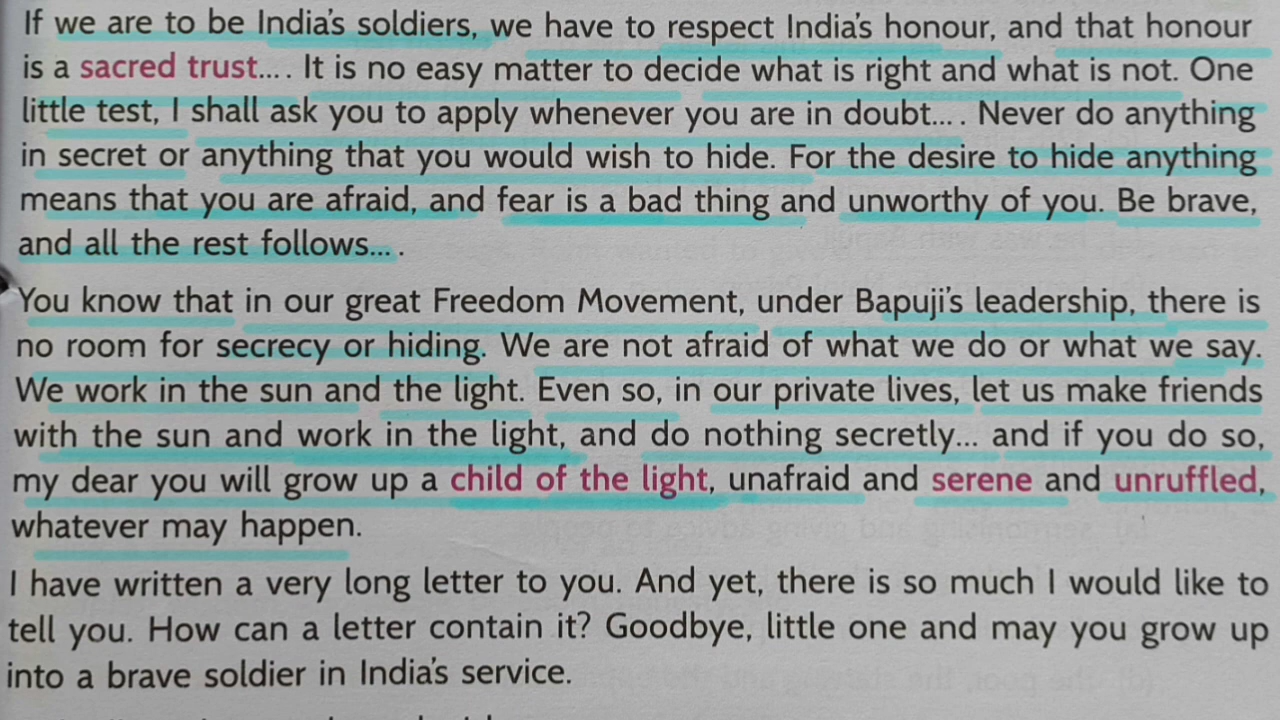 If we are to be India's soldiers, we have to respect India's honour, and that honour
is a sacred trust.... It is no easy matter to decide what is right and what is not. One
little test, I shall ask you to apply whenever you are in doubt.... Never do anything
in secret or anything that you would wish to hide. For the desire to hide anything
means that you are afraid, and fear is a bad thing and unworthy of you. Be brave,
and all the rest follows....
You know that in our great Freedom Movement, under Bapuji's leadership, there is
no room for secrecy or hiding. We are not afraid of what we do or what we say.
We work in the sun and the light. Even so, in our private lives, let us make friends
with the sun and work in the light, and do nothing secretly... and if you do so,
my dear you will grow up a child of the light, unafraid and serene and unruffled,
whatever may happen.
I have written a very long letter to you. And yet, there is so much I would like to
tell you. How can a letter contain it? Goodbye, little one and may you grow up
into a brave soldier in India's service.